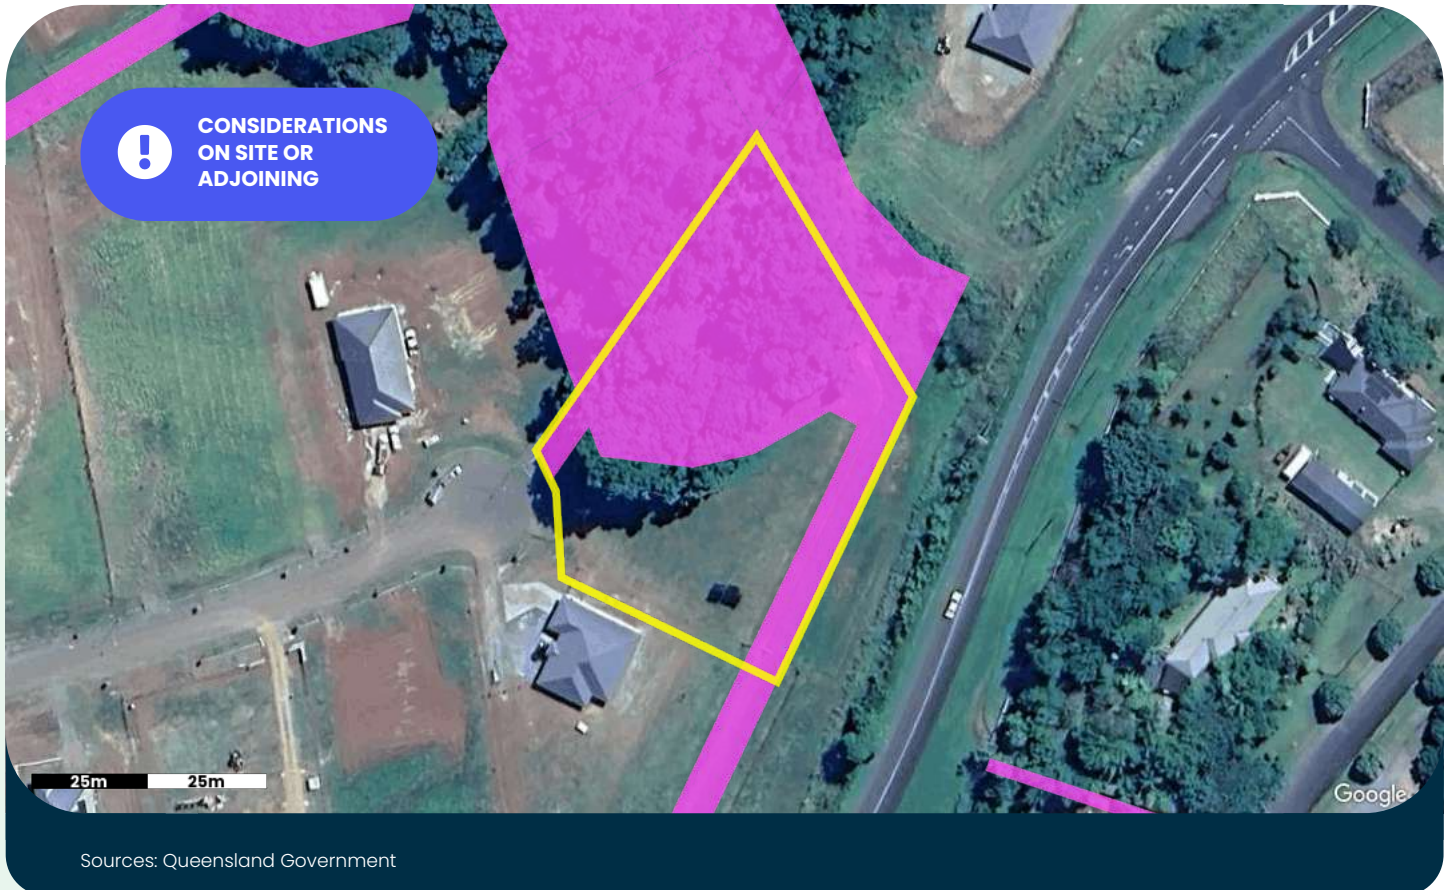 CONSIDERATIONS
ON SITE OR
ADJOINING
25m 25m
Google
Sources: Queensland Government